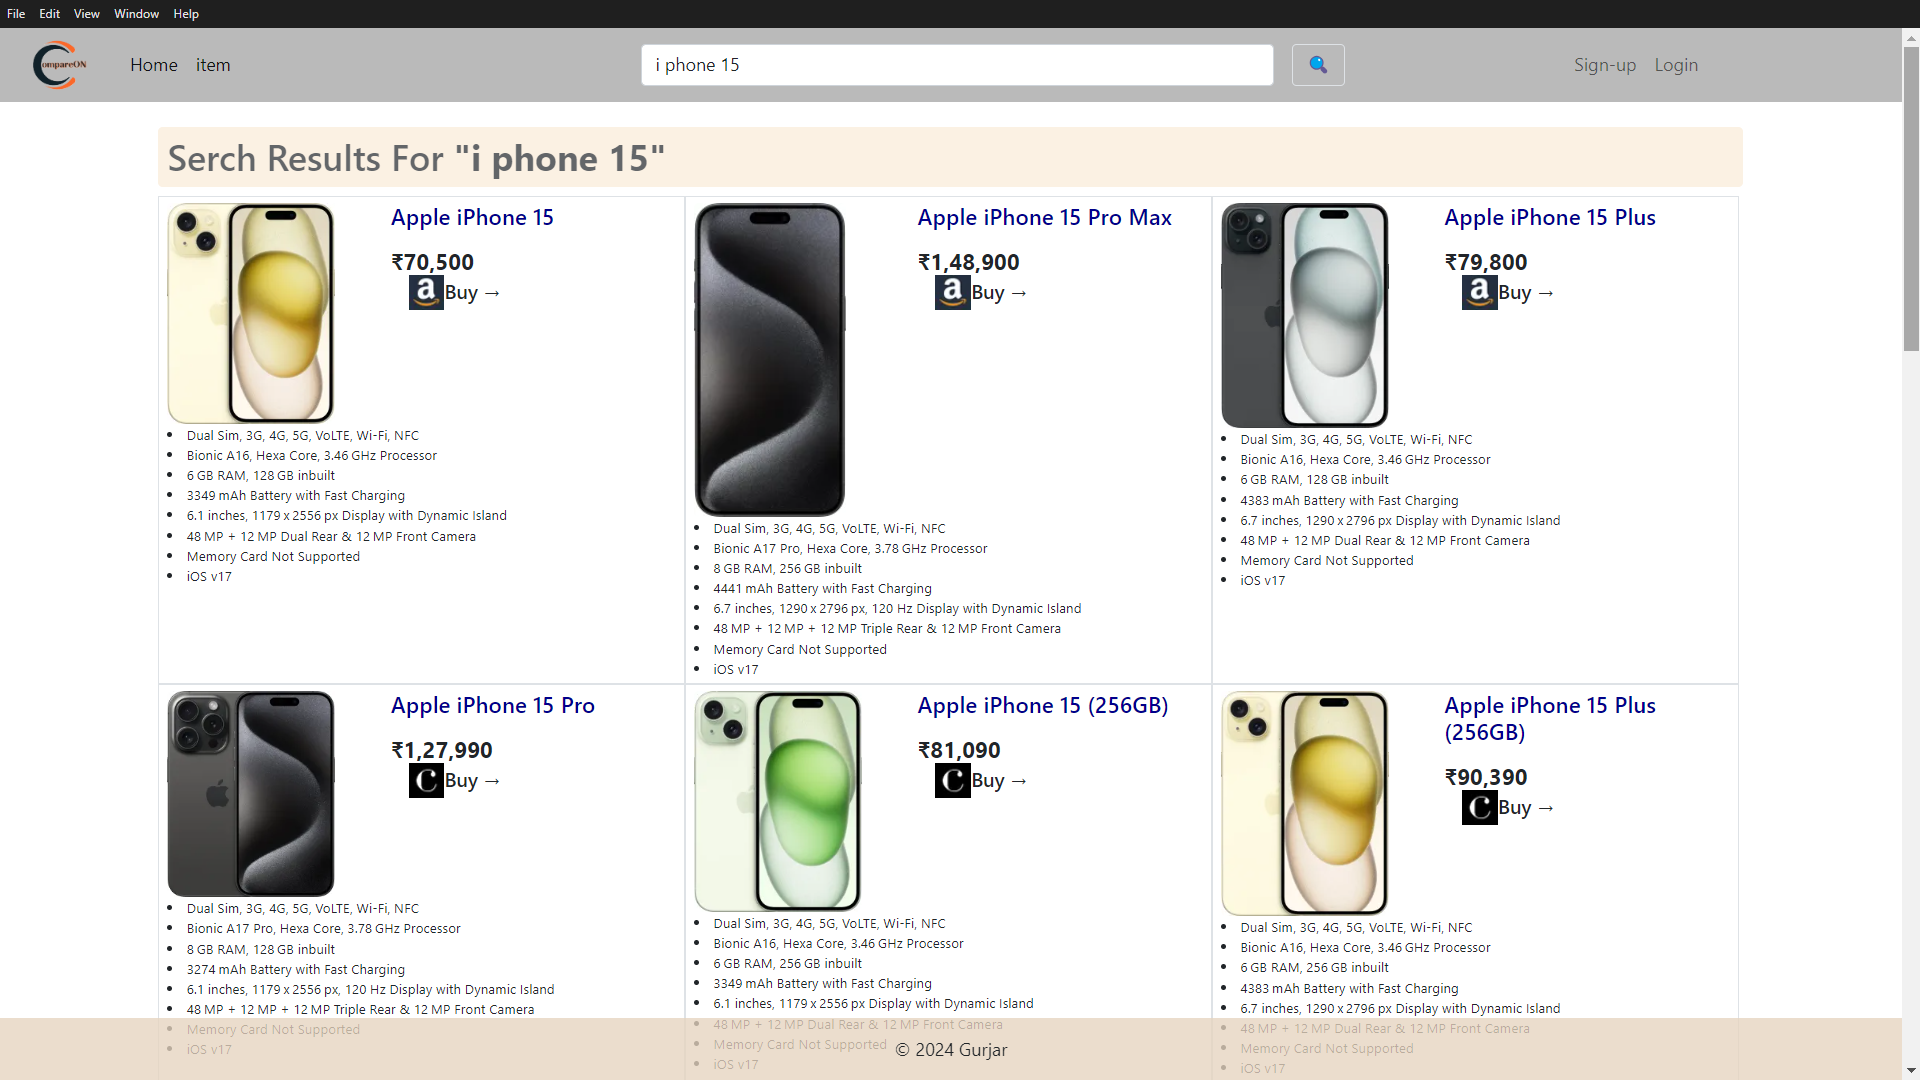 File Edit View Window Help
CompareON
Home item
i phone 15
Sign-up Login
Serch Results For "i phone 15"
Apple iPhone 15
₹70,500
a Buy →
Dual Sim, 3G, 4G, 5G, VoLTE, Wi-Fi, NFC
Bionic A16, Hexa Core, 3.46 GHz Processor
6 GB RAM, 128 GB inbuilt
3349 mAh Battery with Fast Charging
6.1 inches, 1179 x 2556 px Display with Dynamic Island
48 MP + 12 MP Dual Rear & 12 MP Front Camera
Memory Card Not Supported
iOS v17
Apple iPhone 15 Pro Max
₹1,48,900
a Buy →
Dual Sim, 3G, 4G, 5G, VoLTE, Wi-Fi, NFC
Bionic A17 Pro, Hexa Core, 3.78 GHz Processor
8 GB RAM, 256 GB inbuilt
4441 mAh Battery with Fast Charging
6.7 inches, 1290 x 2796 px, 120 Hz Display with Dynamic Island
48 MP + 12 MP + 12 MP Triple Rear & 12 MP Front Camera
Memory Card Not Supported
iOS v17
Apple iPhone 15 Plus
₹79,800
a Buy →
Dual Sim, 3G, 4G, 5G, VoLTE, Wi-Fi, NFC
Bionic A16, Hexa Core, 3.46 GHz Processor
6 GB RAM, 128 GB inbuilt
4383 mAh Battery with Fast Charging
6.7 inches, 1290 x 2796 px Display with Dynamic Island
48 MP + 12 MP Dual Rear & 12 MP Front Camera
Memory Card Not Supported
iOS v17
Apple iPhone 15 Pro
₹1,27,990
C Buy →
Dual Sim, 3G, 4G, 5G, VoLTE, Wi-Fi, NFC
Bionic A17 Pro, Hexa Core, 3.78 GHz Processor
8 GB RAM, 128 GB inbuilt
3274 mAh Battery with Fast Charging
6.1 inches, 1179 x 2556 px, 120 Hz Display with Dynamic Island
48 MP + 12 MP + 12 MP Triple Rear & 12 MP Front Camera
Memory Card Not Supported
iOS v17
Apple iPhone 15 (256GB)
₹81,090
C Buy →
Dual Sim, 3G, 4G, 5G, VoLTE, Wi-Fi, NFC
Bionic A16, Hexa Core, 3.46 GHz Processor
6 GB RAM, 256 GB inbuilt
3349 mAh Battery with Fast Charging
6.1 inches, 1179 x 2556 px Display with Dynamic Island
48 MP + 12 MP Dual Rear & 12 MP Front Camera
Memory Card Not Supported
iOS v17
Apple iPhone 15 Plus
(256GB)
₹90,390
C Buy →
Dual Sim, 3G, 4G, 5G, VoLTE, Wi-Fi, NFC
Bionic A16, Hexa Core, 3.46 GHz Processor
6 GB RAM, 256 GB inbuilt
4383 mAh Battery with Fast Charging
6.7 inches, 1290 x 2796 px Display with Dynamic Island
48 MP + 12 MP Dual Rear & 12 MP Front Camera
Memory Card Not Supported
iOS v17
© 2024 Gurjar